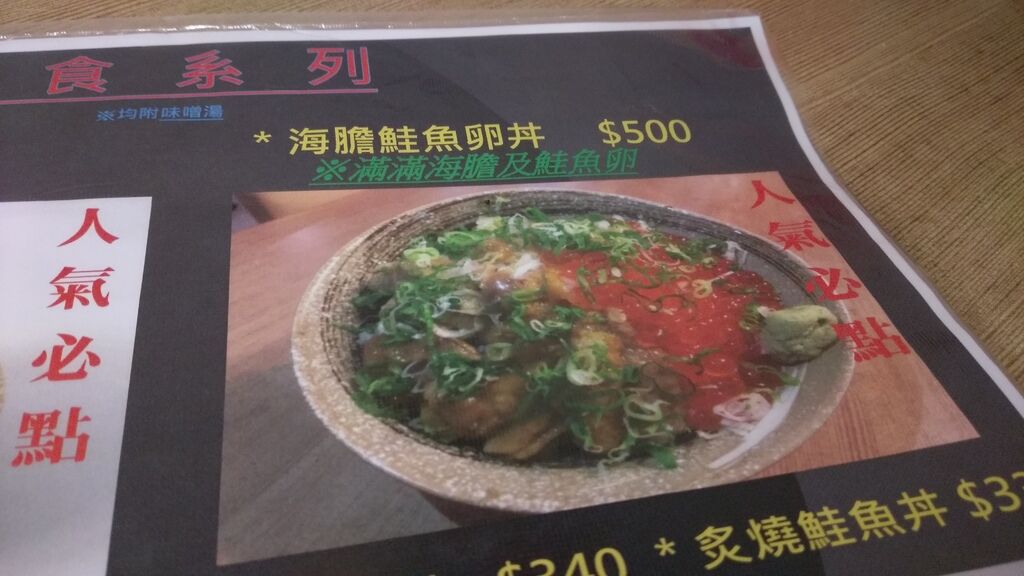 食系列
※均附味噌湯
* 海膽鮭魚卵丼 $500
※滿滿海膽及鮭魚卵
人氣必點
人氣必點
$340 * 炙燒鮭魚丼